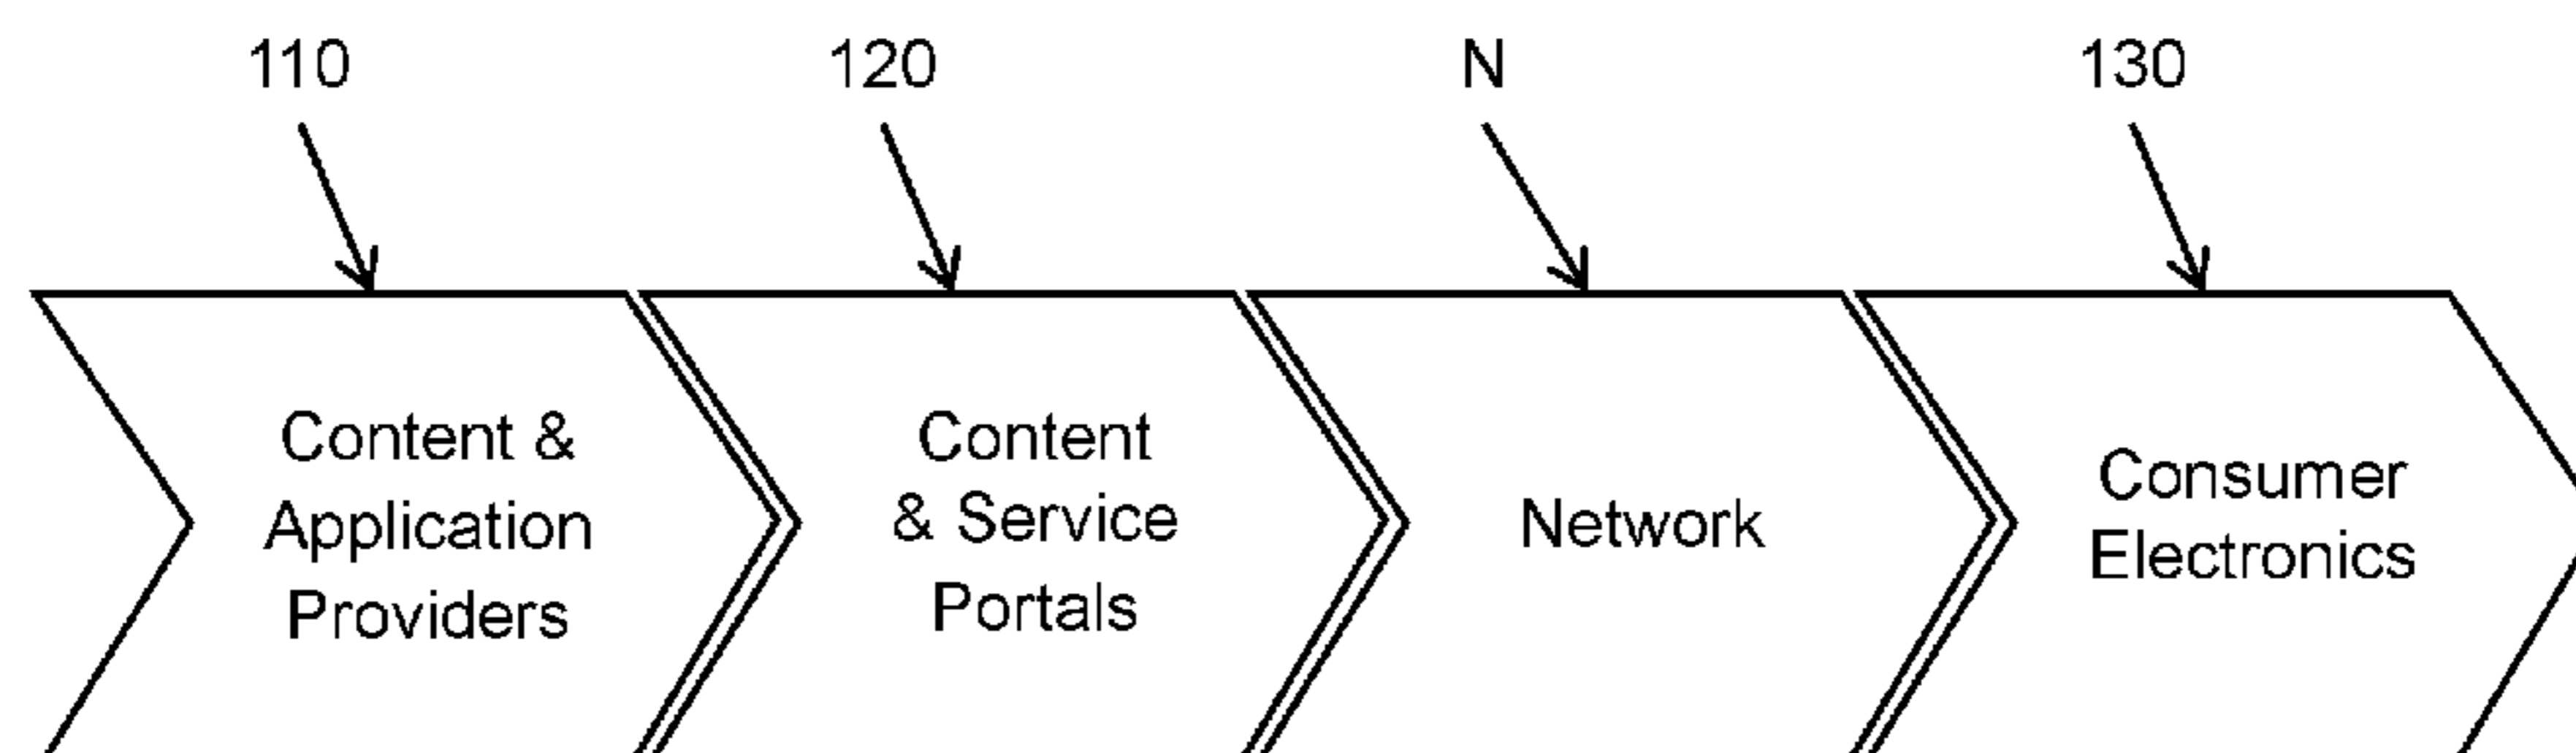 110
120
N
130
Content &
Application
Providers
Content
& Service
Portals
Network
Consumer
Electronics